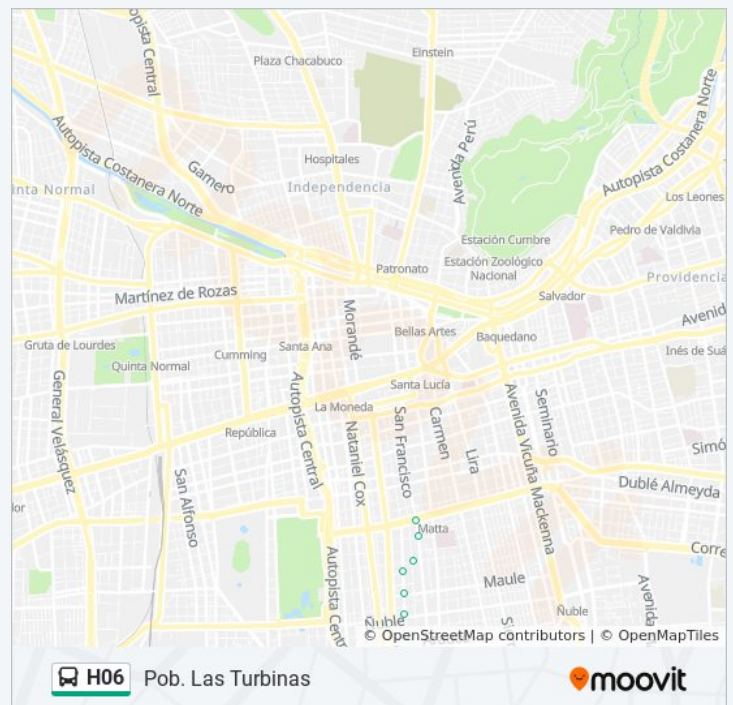 opista Central
Einstein
Plaza Chacabuco
Autopista Costanera Norte
Avenida Perú
Autopista Costanera Norte
Hospitales
Gamero
inta Normal
Independencia
Los Leones
Pedro de Valdivia
Estación Cumbre
Estación Zoológico
Nacional
Patronato
Providencia
Martínez de Rozas
Salvador
Morandé
Avenid
Bellas Artes
Baquedano
Gruta de Lourdes
Santa Ana
Cumming
Inés de Suá
Quinta Normal
General Velásquez
Autopista Central
Santa Lucía
La Moneda
San Francisco
Carmen
Avenida Vicuña Mackenna
Seminario
República
Nataniel Cox
Lira
Simó
San Alfonso
Dublé Almeyda
lor
Matta
Corre
Autopista Cent
Maule
Avenida
Ñuble
Ñuble
© OpenStreetMap contributors | © OpenMapTiles
H06 Pob. Las Turbinas
moovit